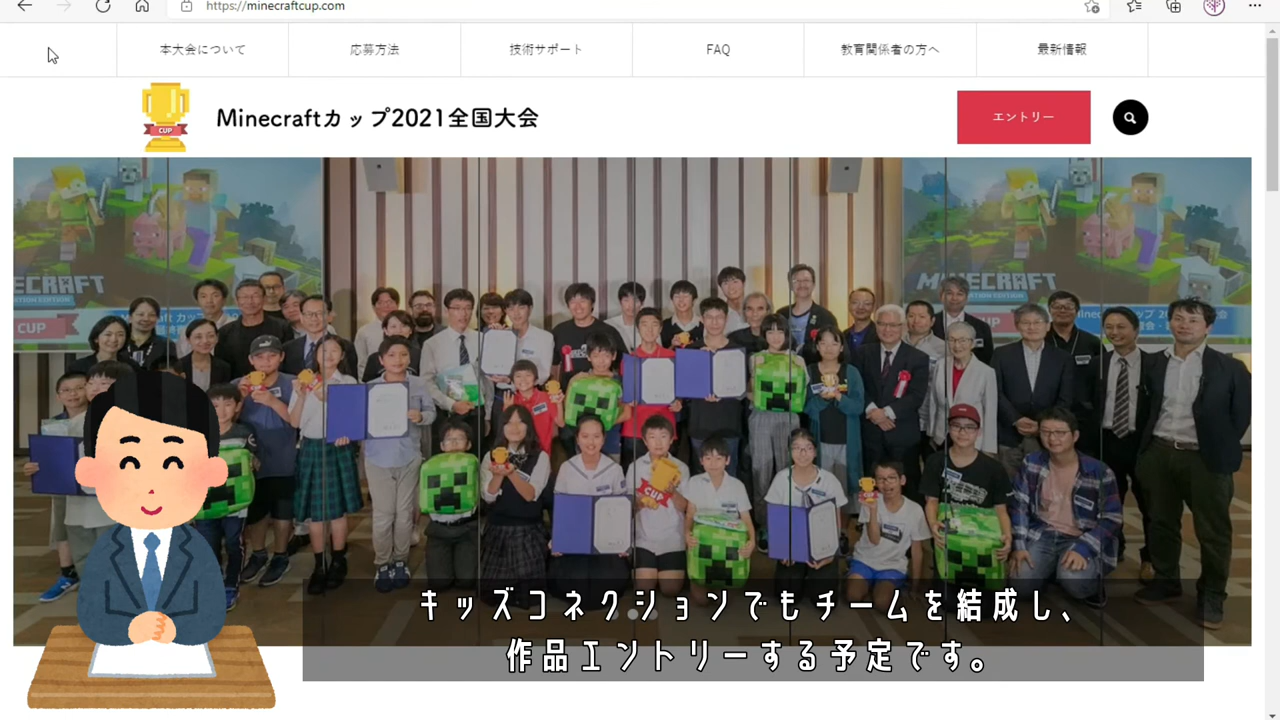 https://minecraftcup.com
本大会について
応募方法
技術サポート
FAQ
教育関係者の方へ
最新情報
CUP
Minecraftカップ2021全国大会
エントリー
MINECRAFT
CUP
CUP
CUP
キッズコネクションでもチームを結成し、
作品エントリーする予定です。